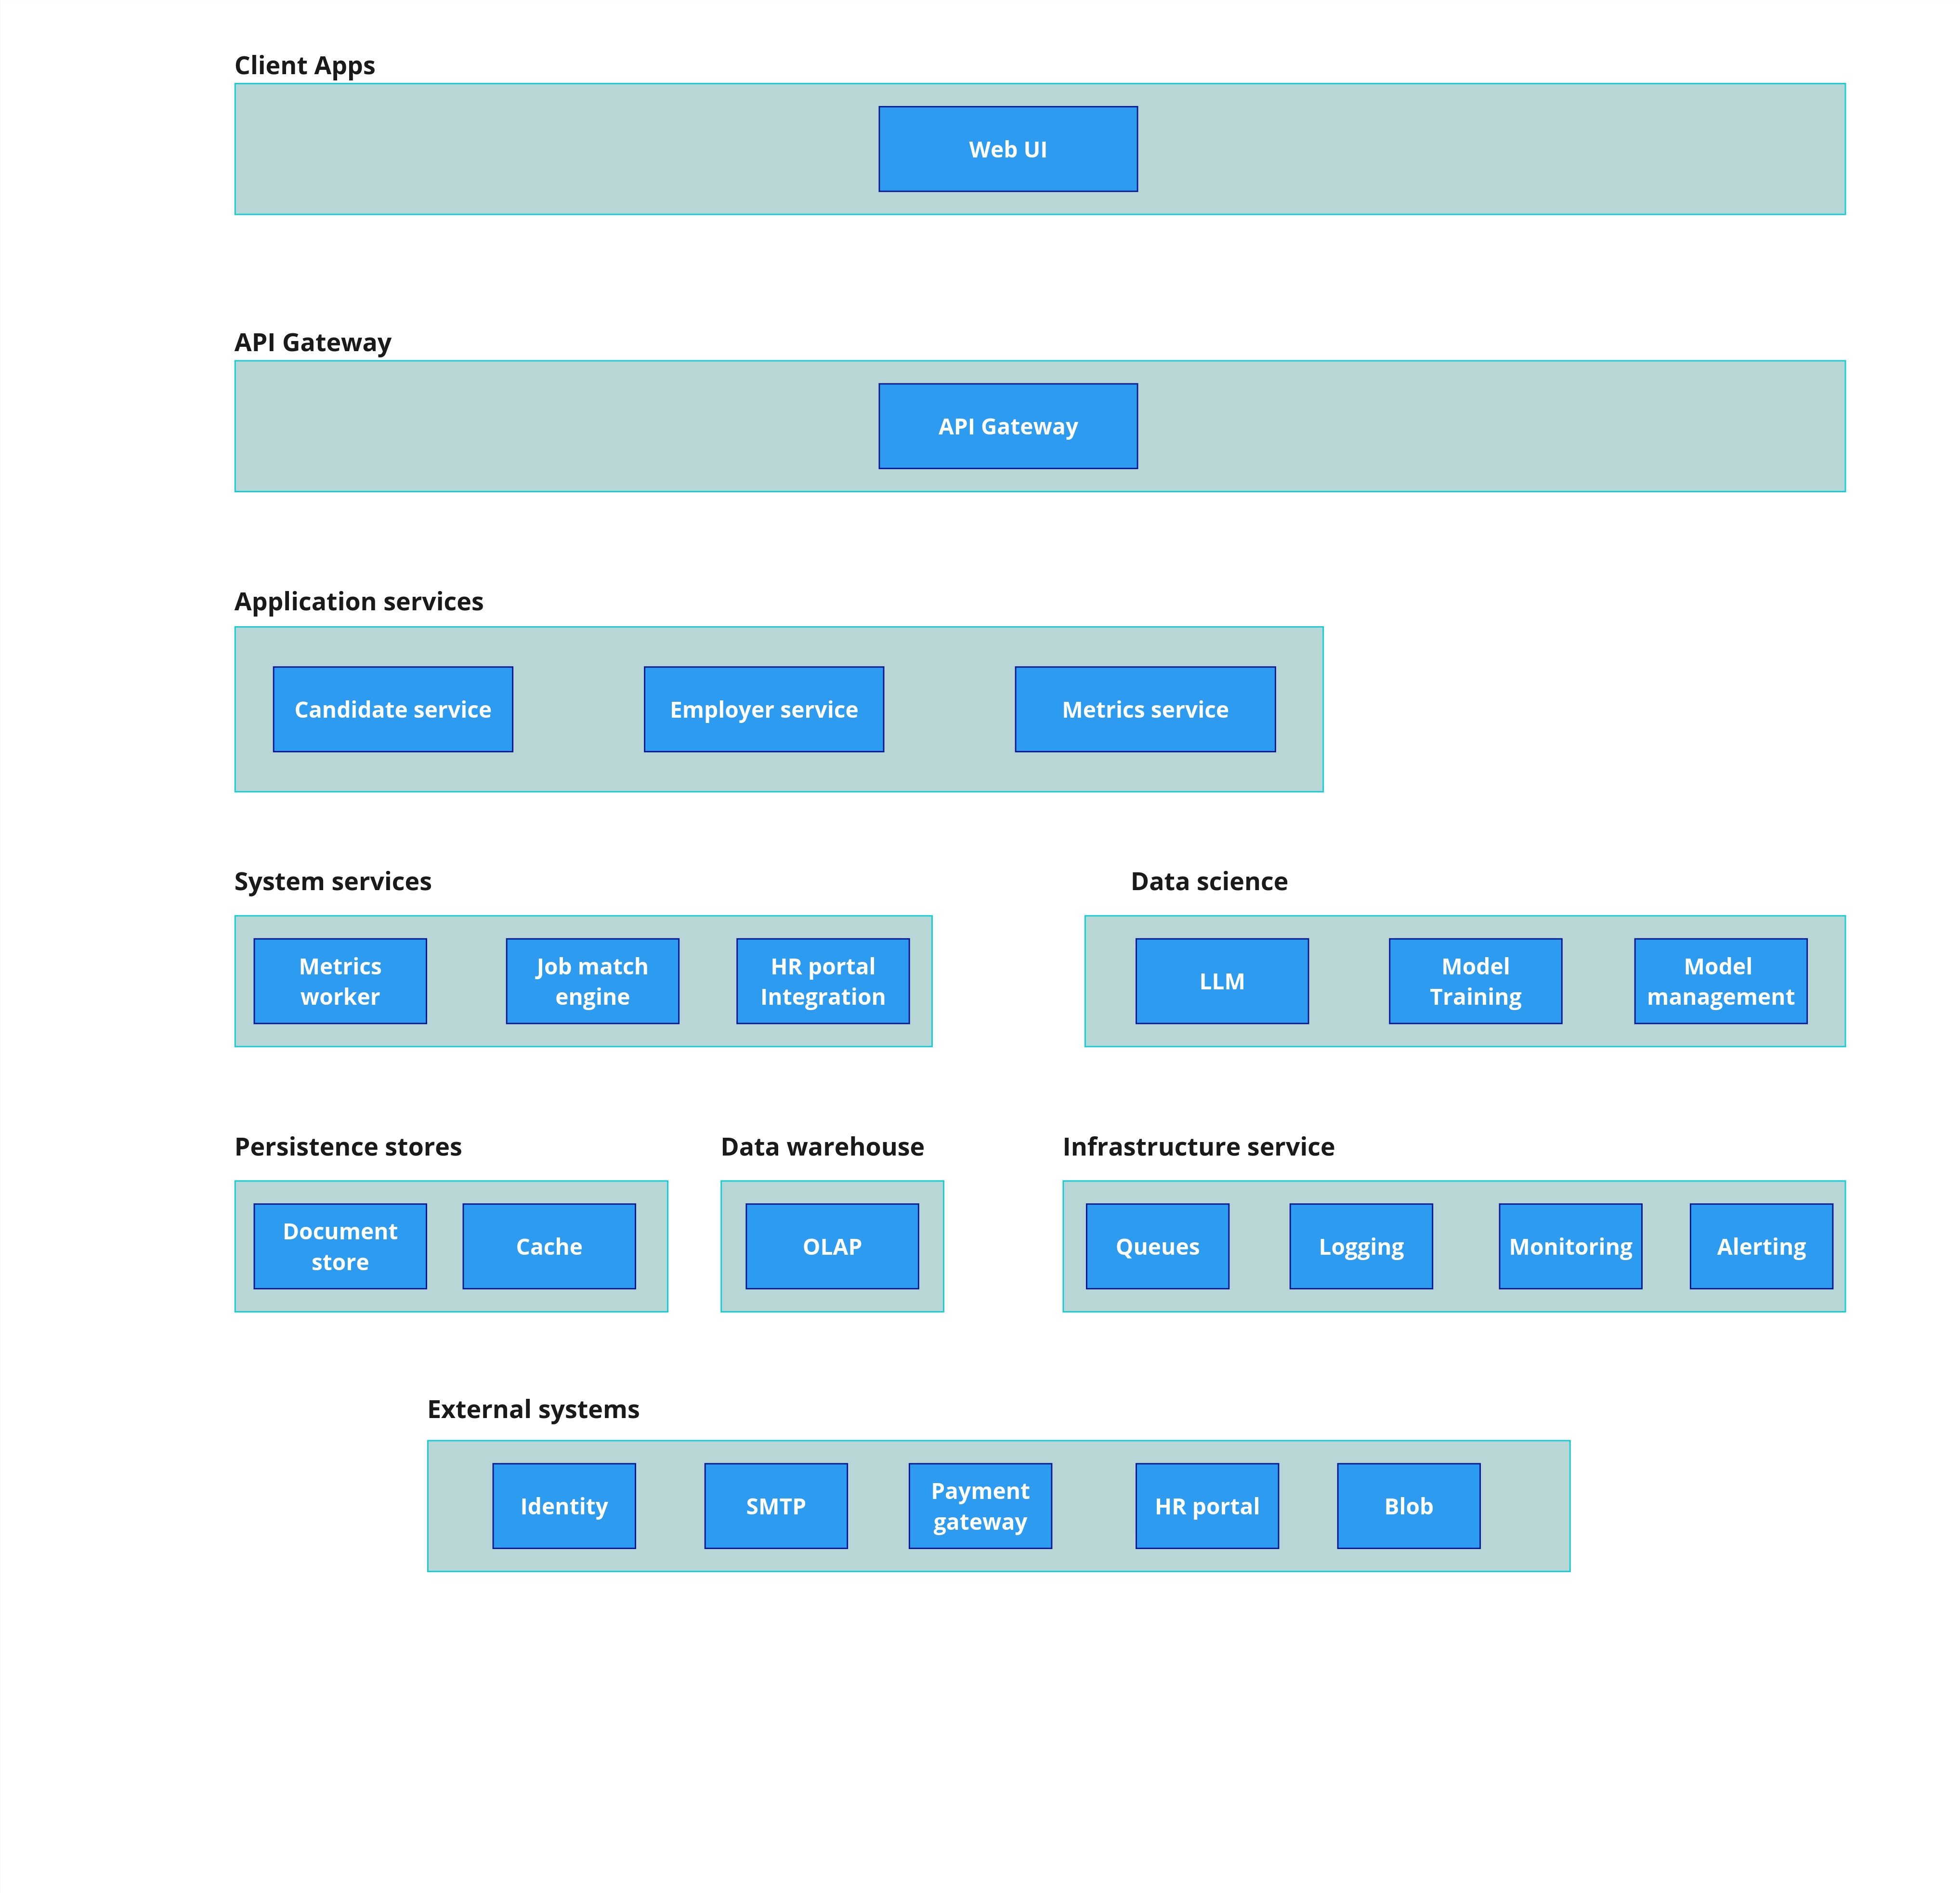 Client Apps
Web UI
API Gateway
API Gateway
Application services
Candidate service
Employer service
Metrics service
System services
Metrics
worker
Job match
engine
HR portal
Integration
Data science
LLM
Model
Training
Model
management
Persistence stores
Document
store
Cache
Data warehouse
OLAP
Infrastructure service
Queues
Logging
Monitoring
Alerting
External systems
Identity
SMTP
Payment
gateway
HR portal
Blob